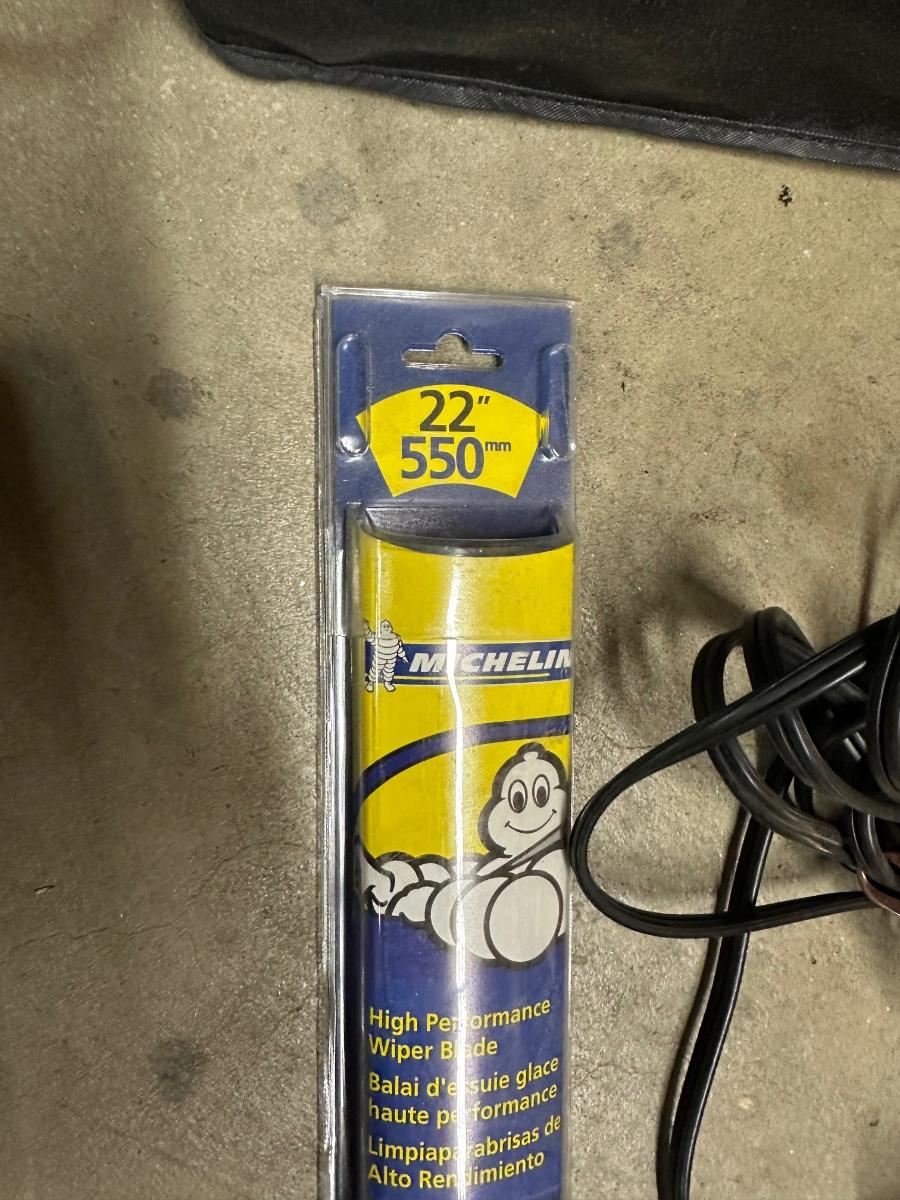 22"
550mm
MICHELIN
High Performance
Wiper Blade
Balai d'essuie glace
haute performance
Limpiaparabrisas de
Alto Rendimiento